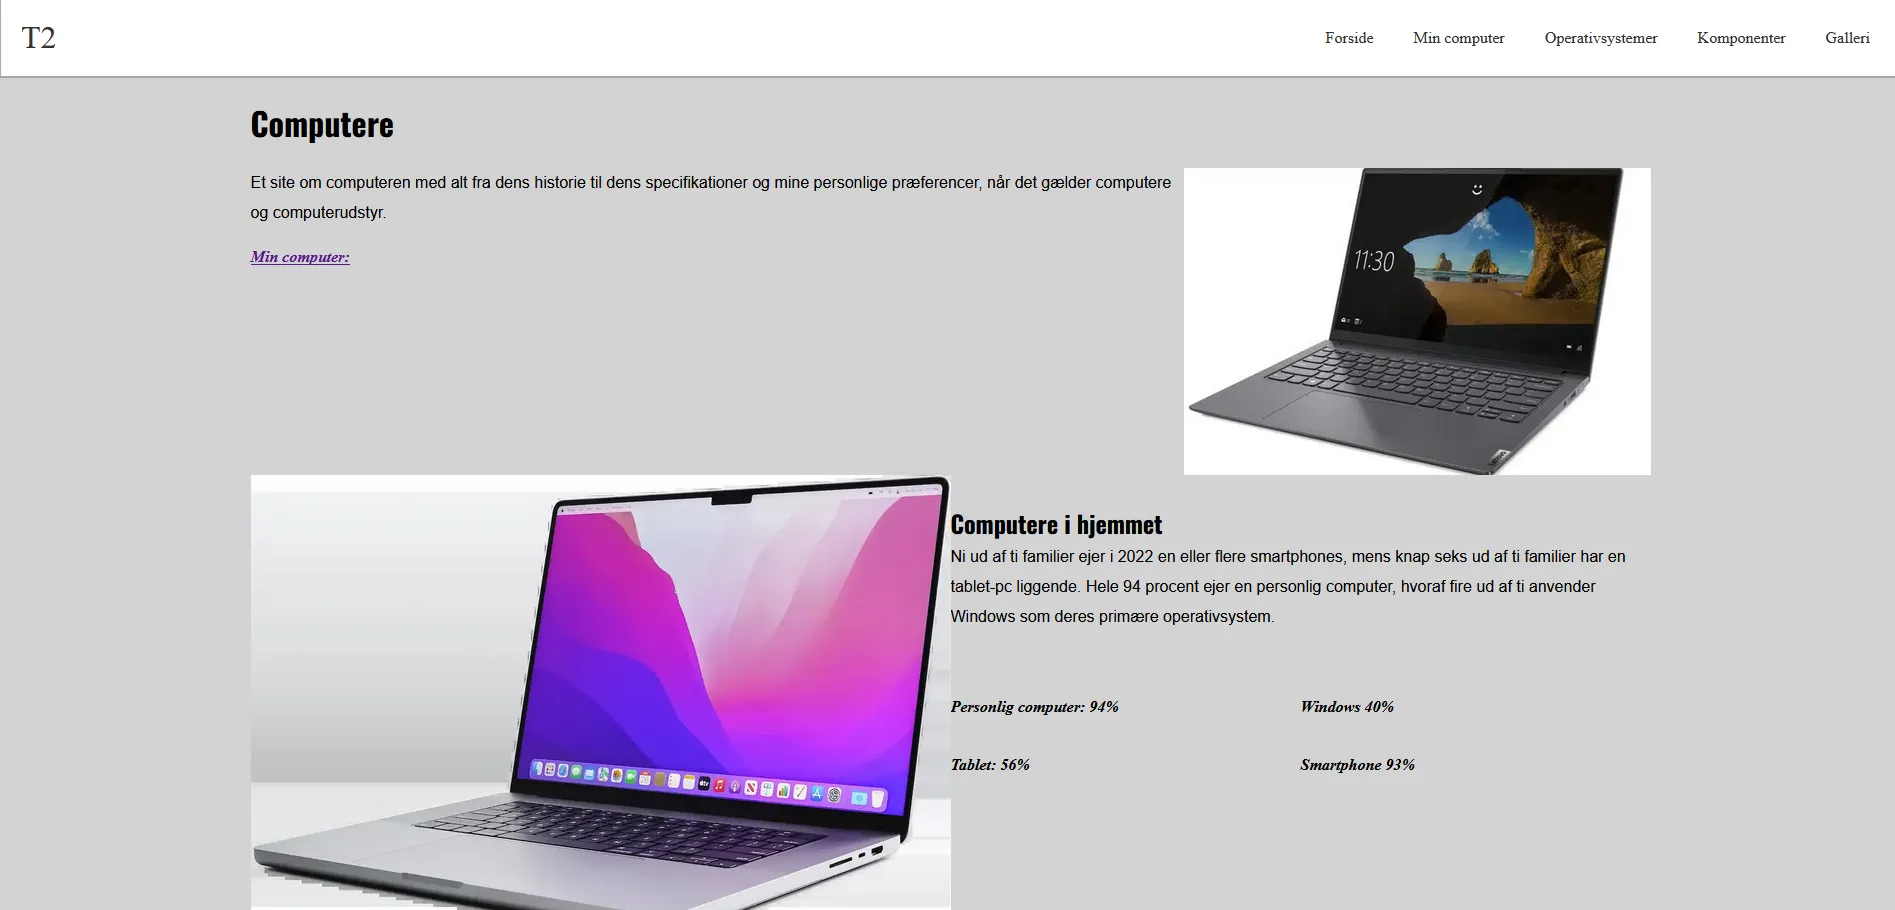 T2
Forside
Min computer
Operativsystemer
Komponenter
Galleri
Computere
Et site om computeren med alt fra dens historie til dens specifikationer og mine personlige præferencer, når det gælder computere
og computerudstyr.
Min computer:
11:30
Computere i hjemmet
Ni ud af ti familier ejer i 2022 en eller flere smartphones, mens knap seks ud af ti familier har en
tablet-pc liggende. Hele 94 procent ejer en personlig computer, hvoraf fire ud af ti anvender
Windows som deres primære operativsystem.
Personlig computer: 94%
Windows 40%
Tablet: 56%
Smartphone 93%